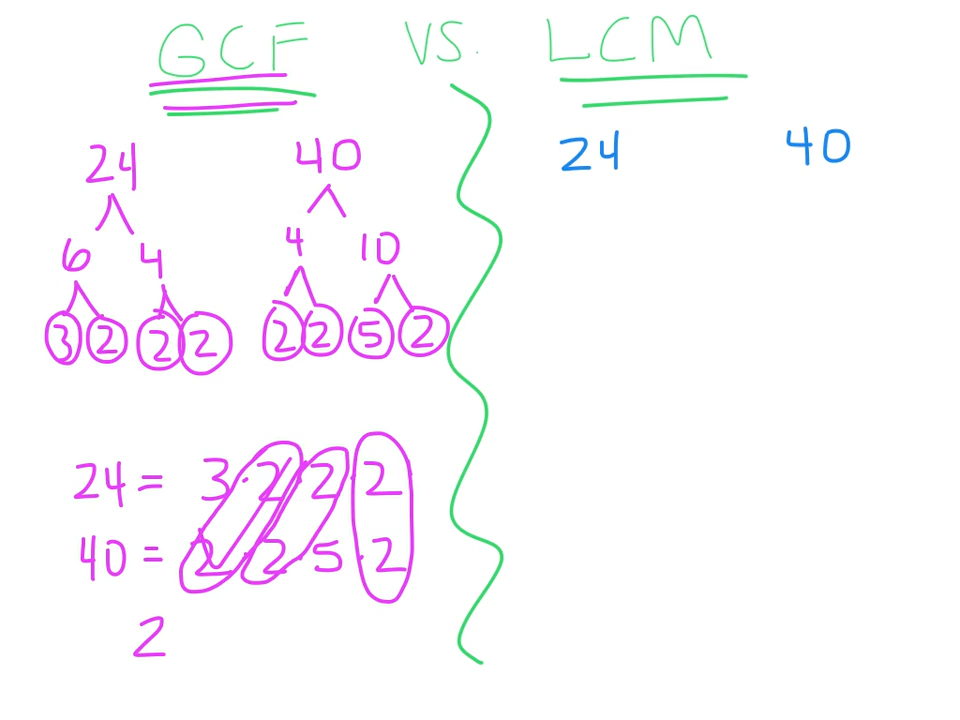 GCF VS. LCM
24 40 24 40
6 4 4 10
3 2 2 2 2 2 5 2
24 = 3 · 2 · 2 · 2
40 = 2 · 2 · 5 · 2
2